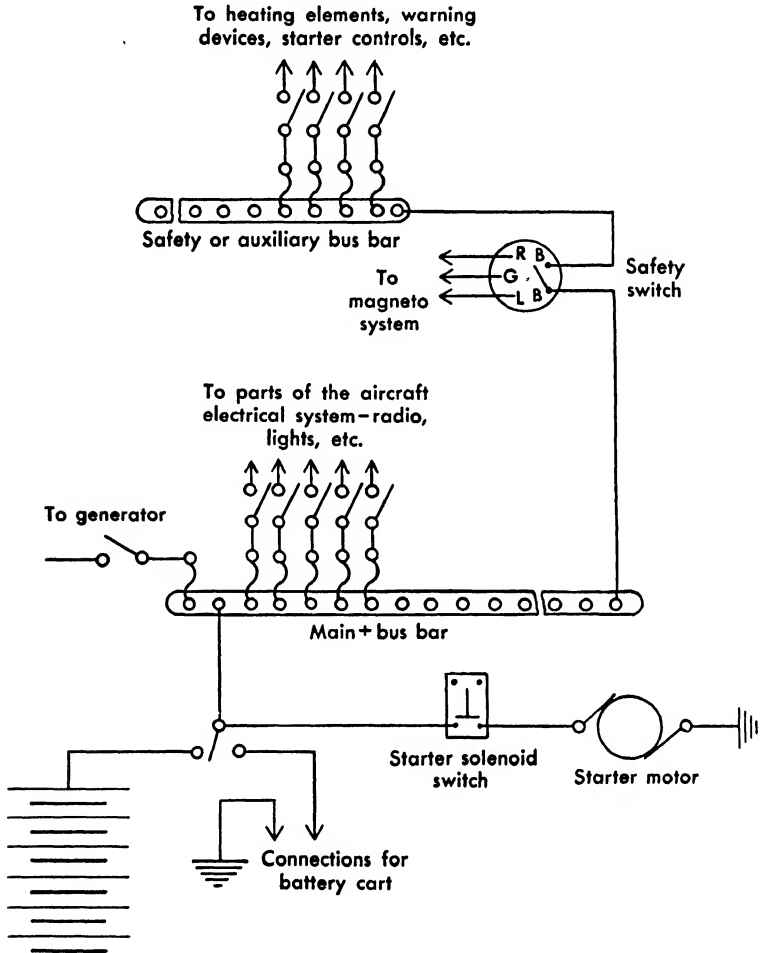 To heating elements, warning
devices, starter controls, etc.
Safety or auxiliary bus bar
R B
G
L B
To
magneto
system
Safety
switch
To parts of the aircraft
electrical system–radio,
lights, etc.
To generator
Main + bus bar
Starter solenoid
switch
Starter motor
Connections for
battery cart